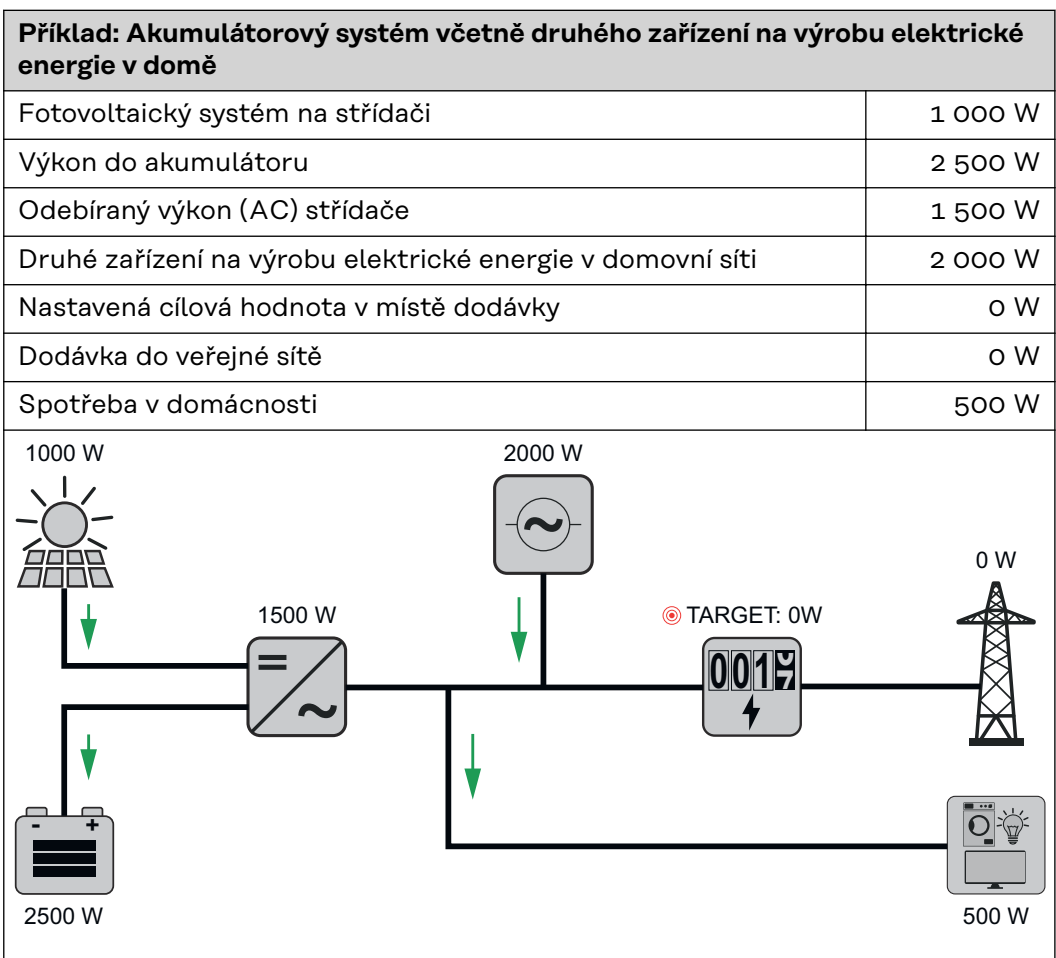 Příklad: Akumulátorový systém včetně druhého zařízení na výrobu elektrické
energie v domě
Fotovoltaický systém na střídači 1 000 W
Výkon do akumulátoru 2 500 W
Odebíraný výkon (AC) střídače 1 500 W
Druhé zařízení na výrobu elektrické energie v domovní síti 2 000 W
Nastavená cílová hodnota v místě dodávky 0 W
Dodávka do veřejné sítě 0 W
Spotřeba v domácnosti 500 W
1000 W
2000 W
0 W
1500 W
TARGET: 0W
001
- +
2500 W
500 W